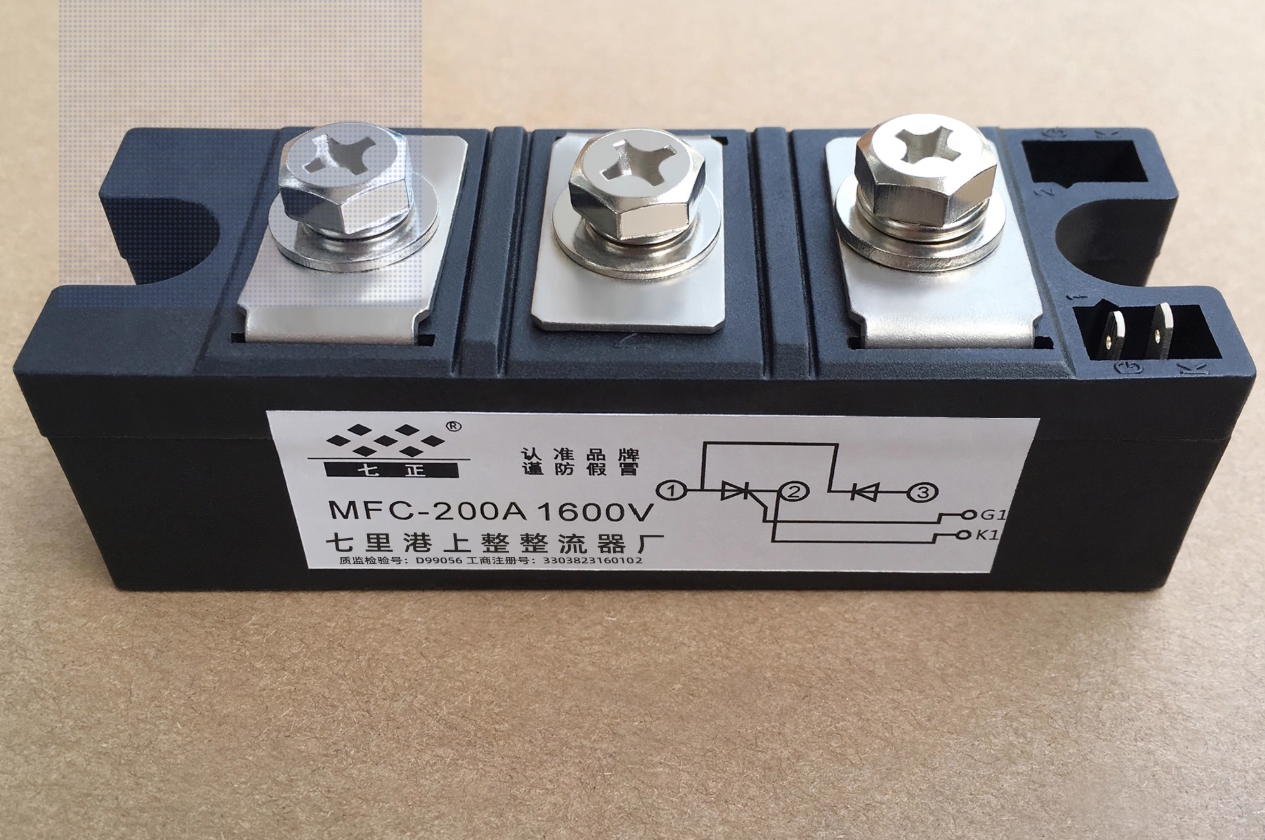 ®
七正
认准品牌
谨防假冒
MFC-200A 1600V
七里港上整整流器厂
质监检验号：D99056 工商注册号：3303823160102
1
2
3
G1
K1
G K
2
1
G K